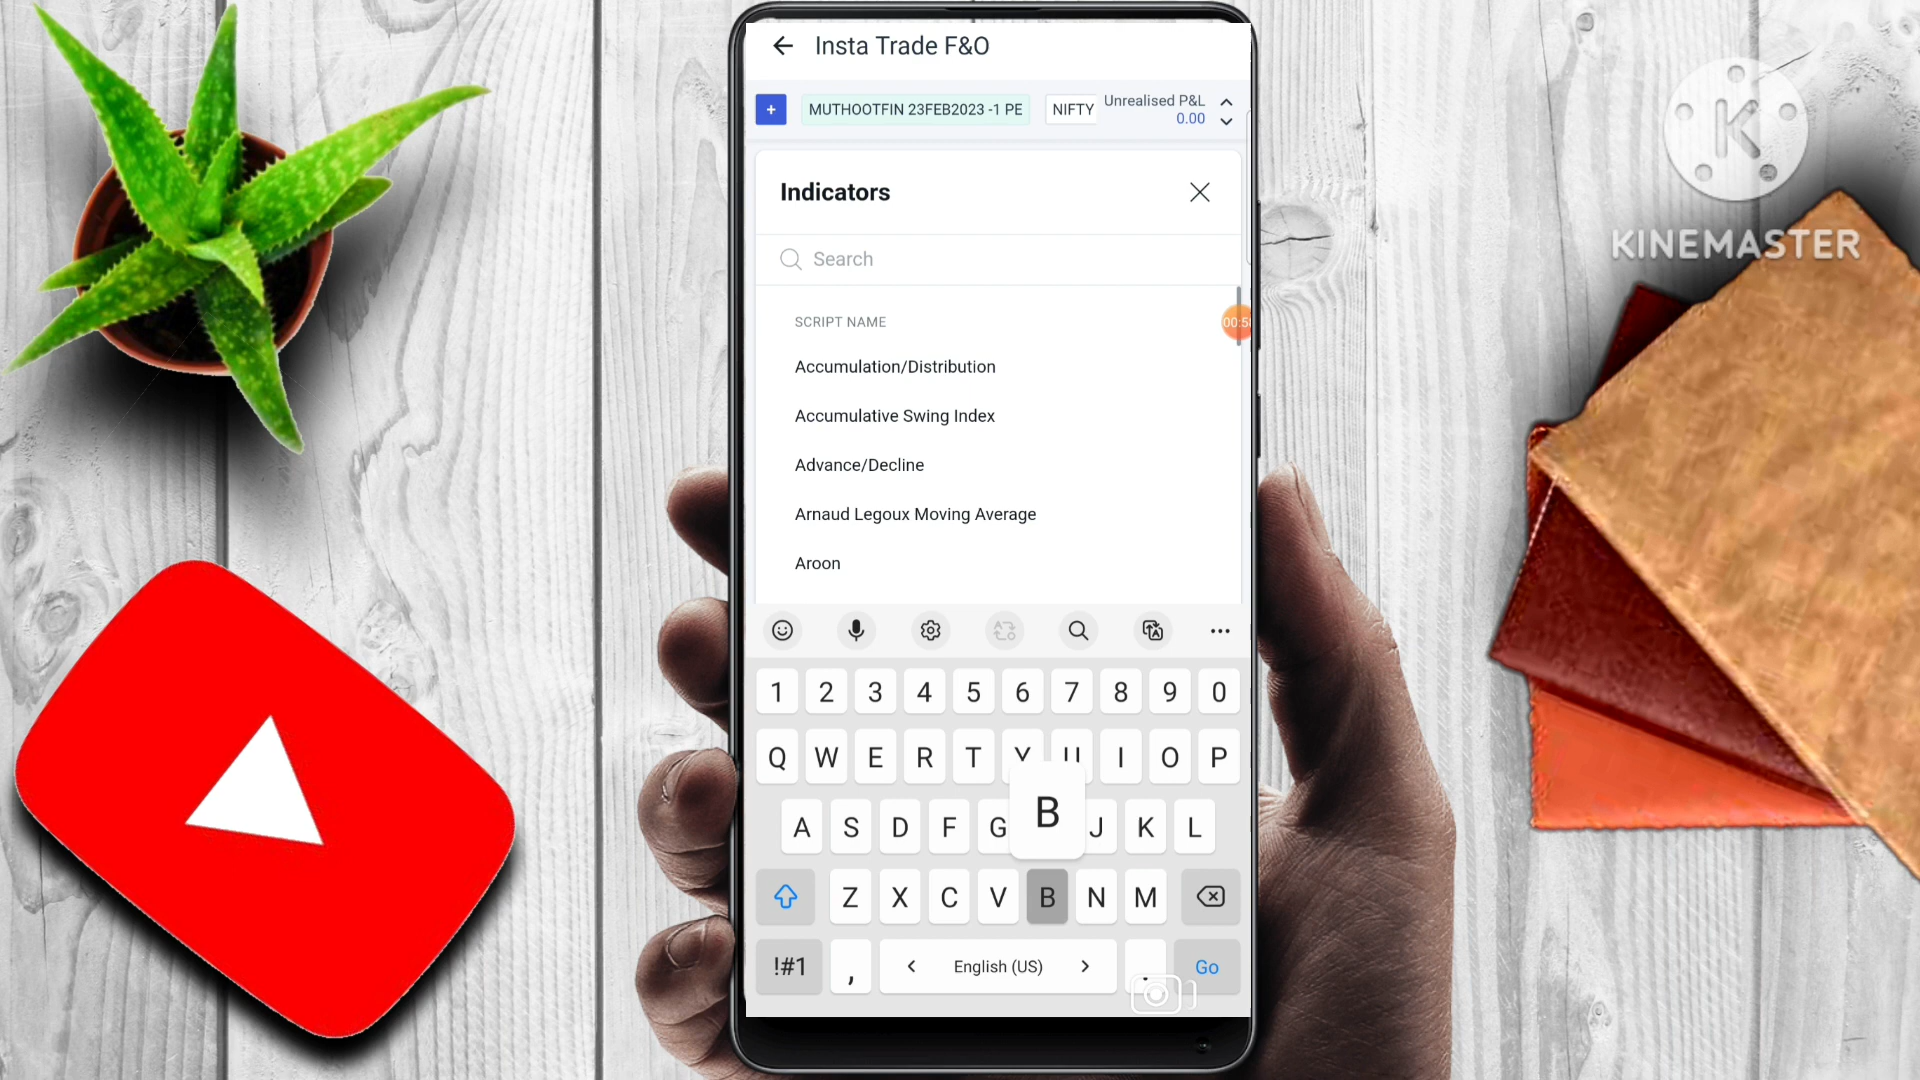 Insta Trade F&O
+ MUTHOOTFIN 23FEB2023 -1 PE NIFTY Unrealised P&L
0.00
Indicators
Search
SCRIPT NAME
00:5
Accumulation/Distribution
Accumulative Swing Index
Advance/Decline
Arnaud Legoux Moving Average
Aroon
1 2 3 4 5 6 7 8 9 0
Q W E R T Y U I O P
A S D F G B J K L
Z X C V B N M
!#1 , < English (US) > . Go
K
KINEMASTER